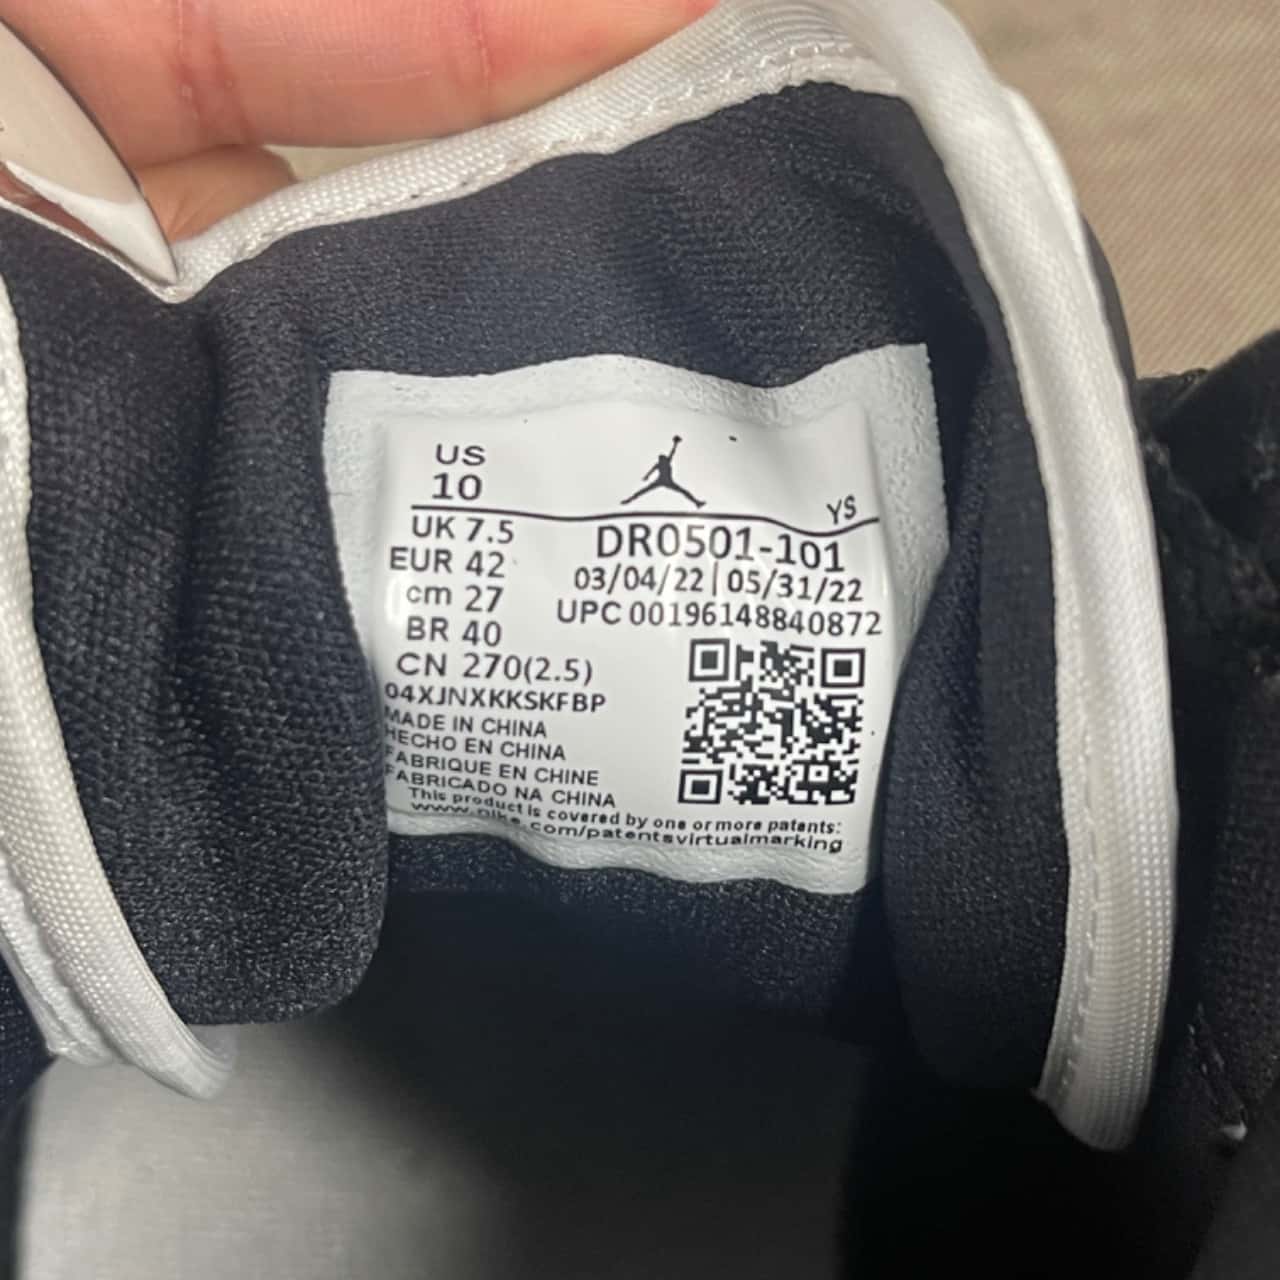 US
10
UK 7.5
EUR 42
cm 27
BR 40
CN 270(2.5)
04XJNXKKSKFBP
MADE IN CHINA
HECHO EN CHINA
FABRIQUE EN CHINE
FABRICADO NA CHINA
YS
DR0501-101
03/04/22|05/31/22
UPC 00196148840872
This product is covered by one or more patents:
www.nike.com/patentsvirtualmarking